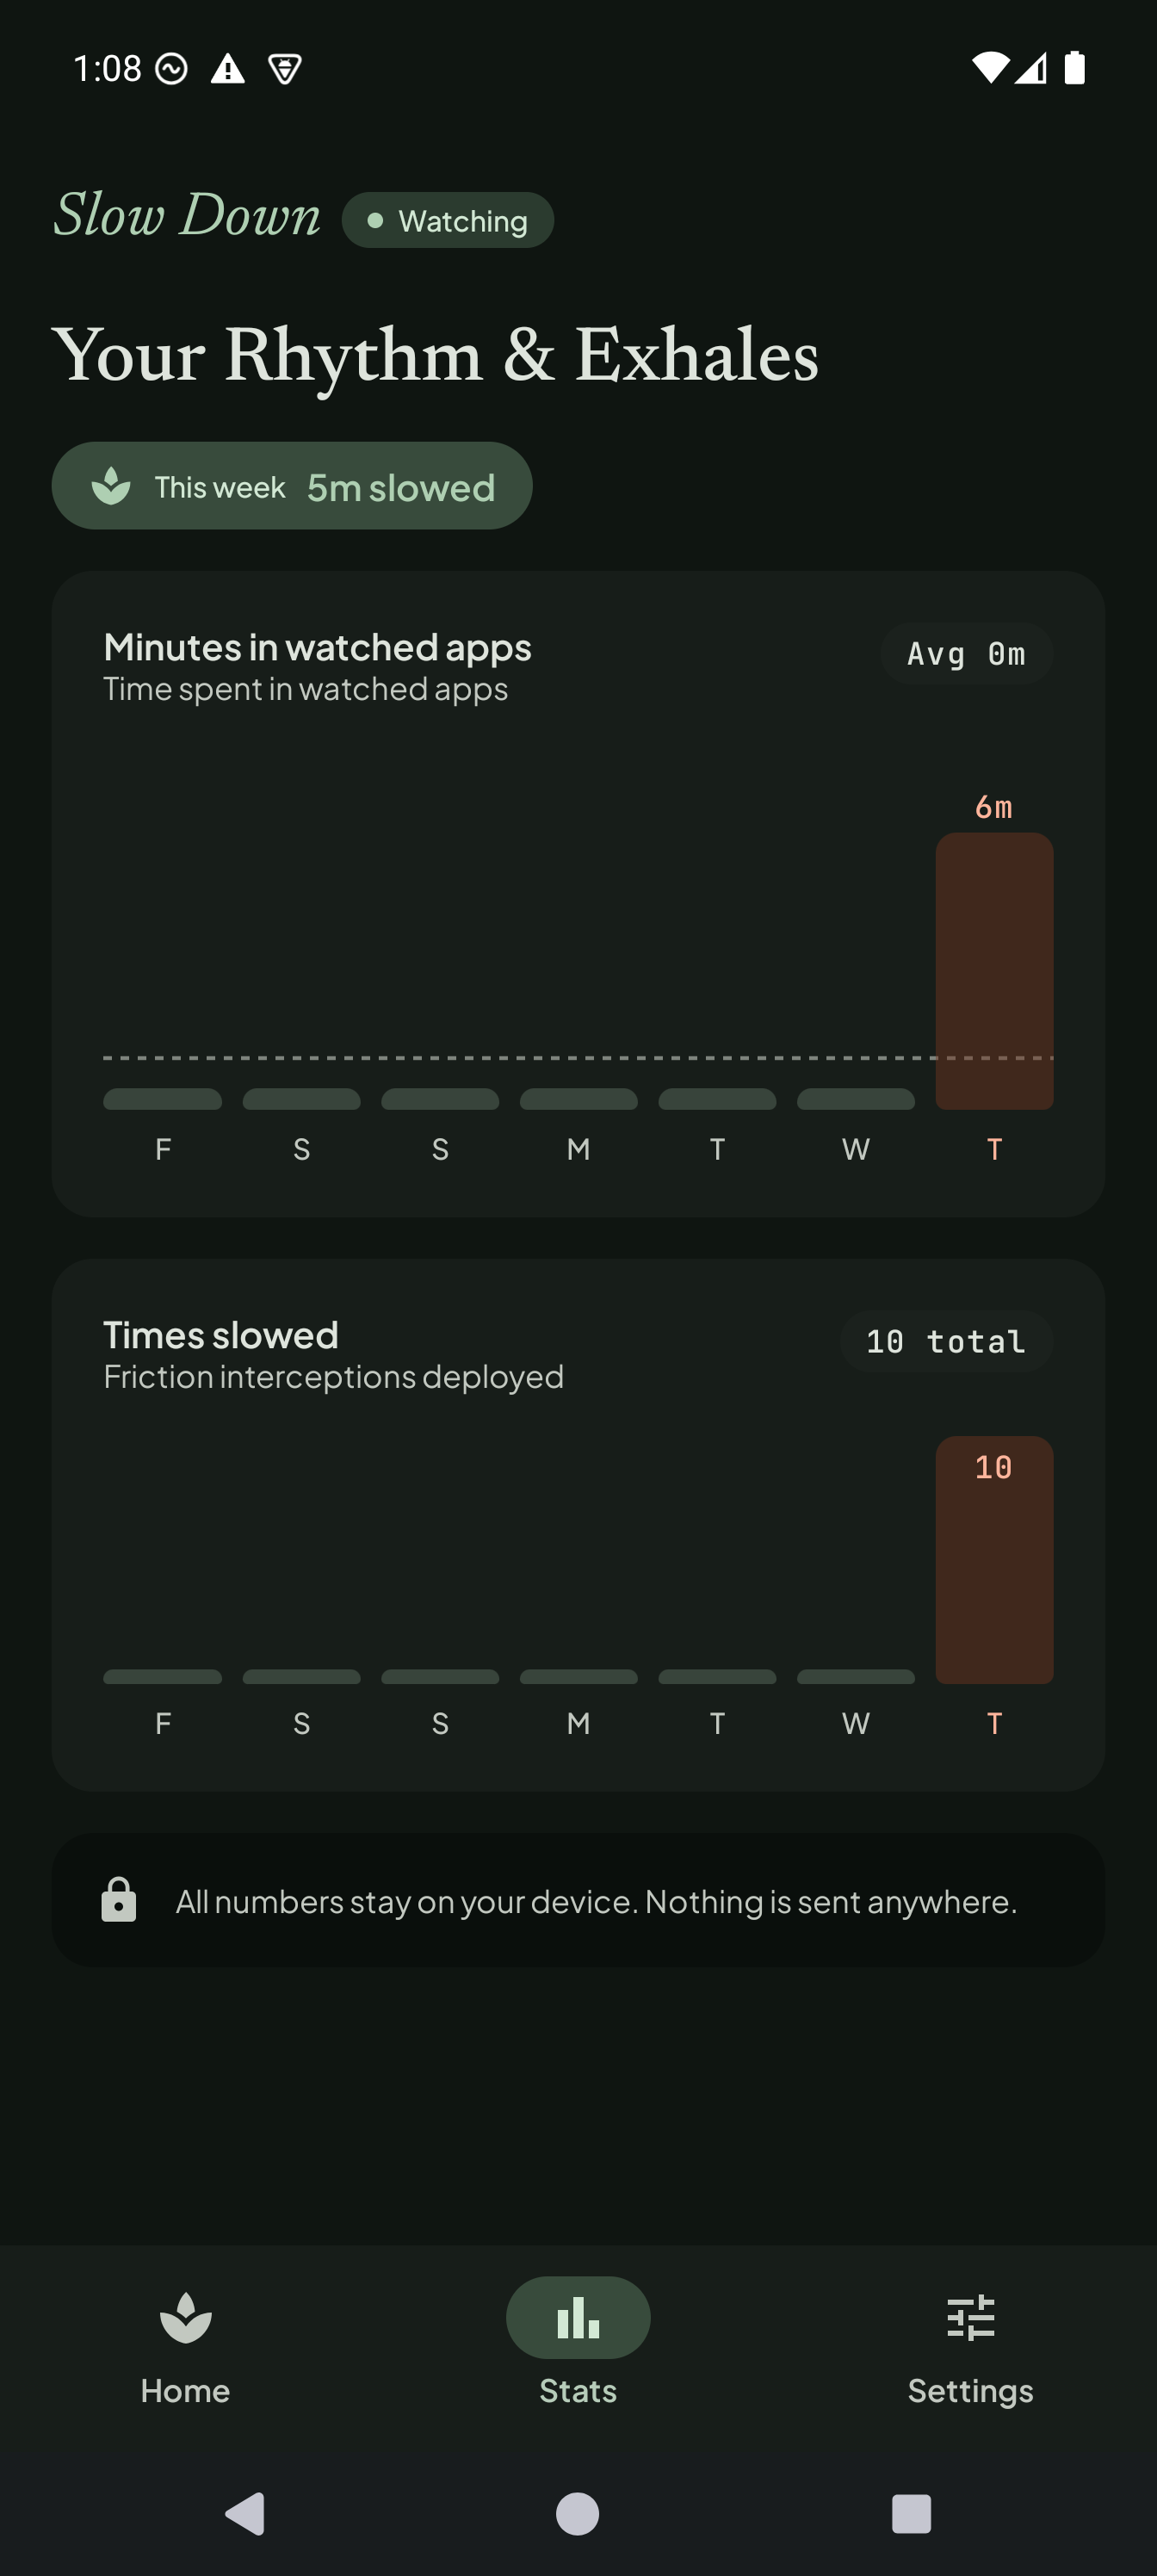 1:08
Slow Down
Watching
Your Rhythm & Exhales
This week 5m slowed
Minutes in watched apps
Avg 0m
Time spent in watched apps
6m
F S S M T W T
Times slowed
10 total
Friction interceptions deployed
10
F S S M T W T
All numbers stay on your device. Nothing is sent anywhere.
Home Stats Settings